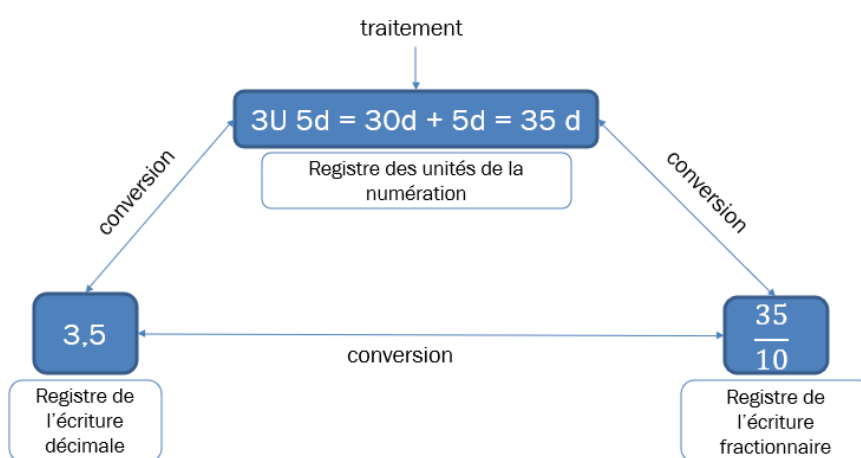 traitement
3U 5d = 30d + 5d = 35 d
Registre des unités de la
numération
conversion
conversion
3,5
35
10
conversion
Registre de
l'écriture
décimale
Registre de
l'écriture
fractionnaire